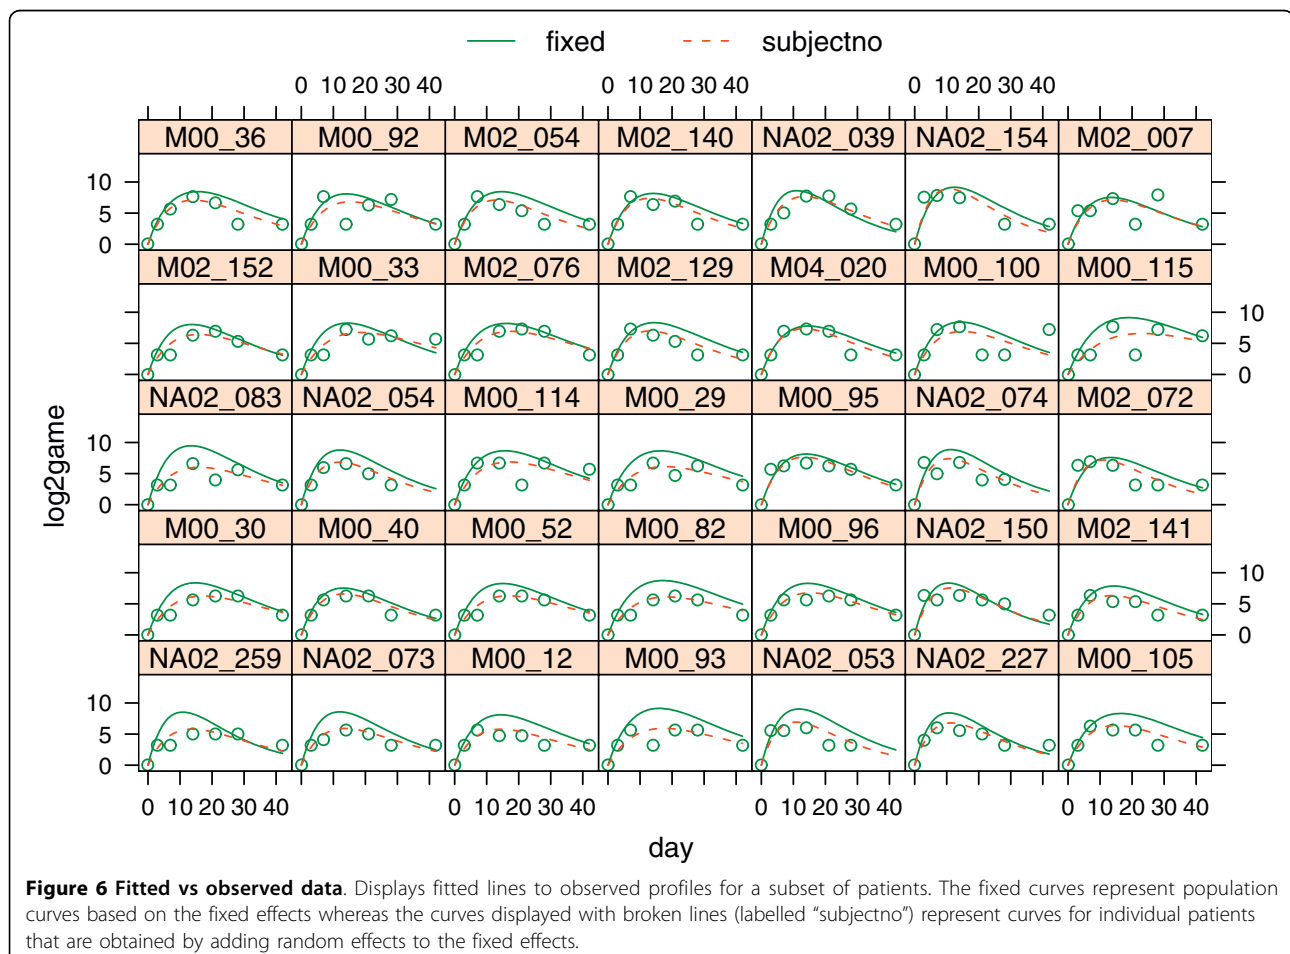 fixed subjectno
0 10 20 30 40 0 10 20 30 40 0 10 20 30 40
M00_36 M00_92 M02_054 M02_140 NA02_039 NA02_154 M02_007
10
5
0
M02_152 M00_33 M02_076 M02_129 M04_020 M00_100 M00_115
10
5
0
NA02_083 NA02_054 M00_114 M00_29 M00_95 NA02_074 M02_072
10
5
0
M00_30 M00_40 M00_52 M00_82 M00_96 NA02_150 M02_141
10
5
0
NA02_259 NA02_073 M00_12 M00_93 NA02_053 NA02_227 M00_105
10
5
0
0 10 20 30 40 0 10 20 30 40 0 10 20 30 40 0 10 20 30 40
log2game
day
Figure 6 Fitted vs observed data. Displays fitted lines to observed profiles for a subset of patients. The fixed curves represent population
curves based on the fixed effects whereas the curves displayed with broken lines (labelled “subjectno”) represent curves for individual patients
that are obtained by adding random effects to the fixed effects.